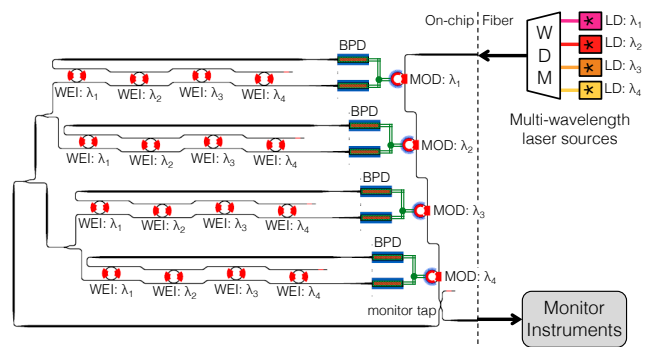 On-chip Fiber
W D M
LD: λ1
LD: λ2
LD: λ3
LD: λ4
Multi-wavelength
laser sources
BPD
MOD: λ1
WEI: λ1 WEI: λ2 WEI: λ3 WEI: λ4
BPD
MOD: λ2
WEI: λ1 WEI: λ2 WEI: λ3 WEI: λ4
BPD
MOD: λ3
WEI: λ1 WEI: λ2 WEI: λ3 WEI: λ4
BPD
MOD: λ4
WEI: λ1 WEI: λ2 WEI: λ3 WEI: λ4
monitor tap
Monitor
Instruments